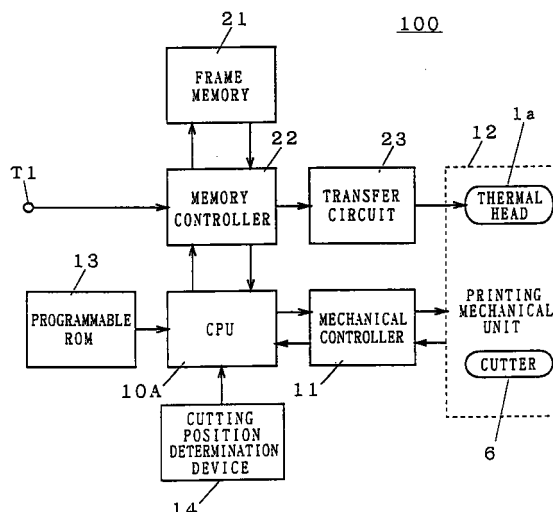 100
21
FRAME
MEMORY
22
23
12
1a
T1
MEMORY
CONTROLLER
TRANSFER
CIRCUIT
THERMAL
HEAD
13
PROGRAMMABLE
ROM
CPU
MECHANICAL
CONTROLLER
PRINTING
MECHANICAL
UNIT
CUTTER
10A
11
6
CUTTING
POSITION
DETERMINATION
DEVICE
14